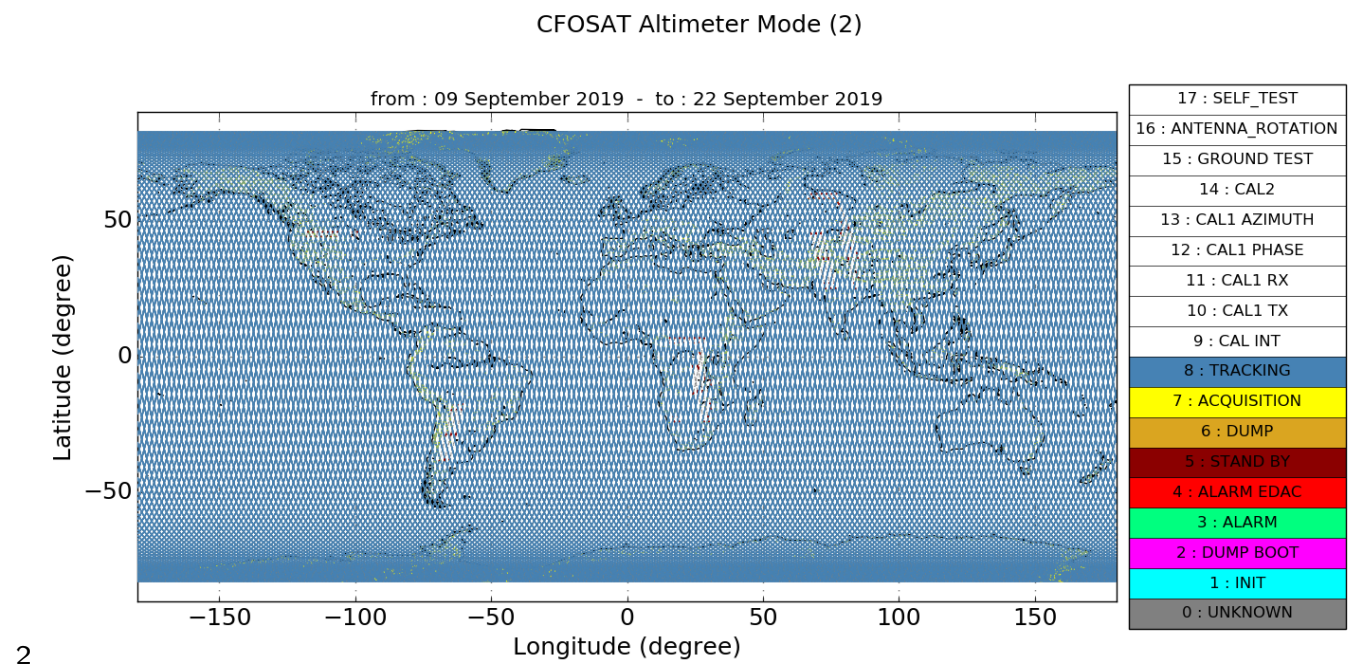 CFOSAT Altimeter Mode (2)
from : 09 September 2019  -  to : 22 September 2019
17 : SELF_TEST
16 : ANTENNA_ROTATION
15 : GROUND TEST
14 : CAL2
13 : CAL1 AZIMUTH
12 : CAL1 PHASE
11 : CAL1 RX
10 : CAL1 TX
9 : CAL INT
8 : TRACKING
7 : ACQUISITION
6 : DUMP
5 : STAND BY
4 : ALARM EDAC
3 : ALARM
2 : DUMP BOOT
1 : INIT
0 : UNKNOWN
Latitude (degree)
50
0
−50
−150 −100 −50 0 50 100 150
Longitude (degree)
2